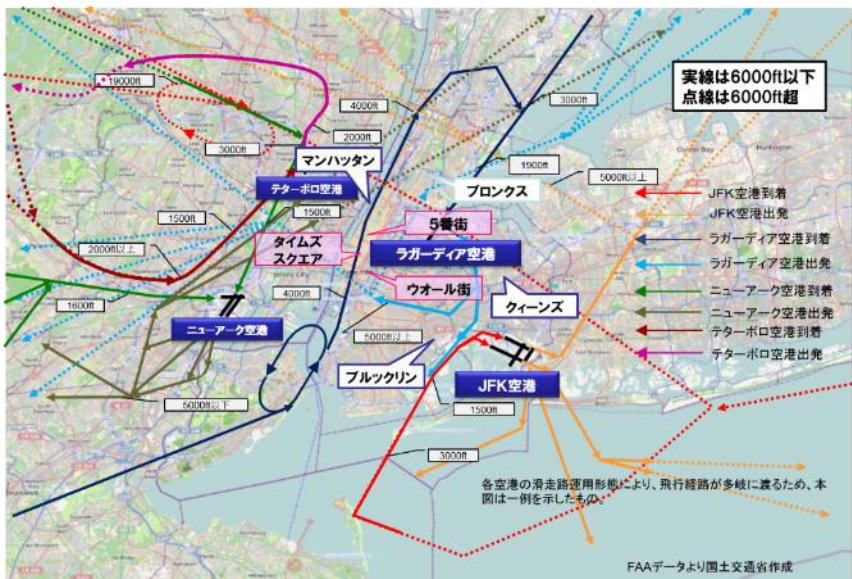 実線は6000ft以下
点線は6000ft超
19000ft
4000ft
3000ft
2000ft
3000ft
マンハッタン
1900ft
5000ft以上
テターボロ空港
ブロンクス
JFK空港到着
1500ft
1500ft
5番街
JFK空港出発
2000ft以上
タイムズ
スクエア
ラガーディア空港
ラガーディア空港到着
ラガーディア空港出発
1600ft
4000ft
ウオール街
クィーンズ
ニューアーク空港到着
ニューアーク空港
5000ft以上
ニューアーク空港出発
テターボロ空港到着
テターボロ空港出発
ブルックリン
JFK空港
5000ft以下
1500ft
3000ft
各空港の滑走路運用形態により、飛行経路が多岐に渡るため、本
図は一例を示したもの。
FAAデータより国土交通省作成